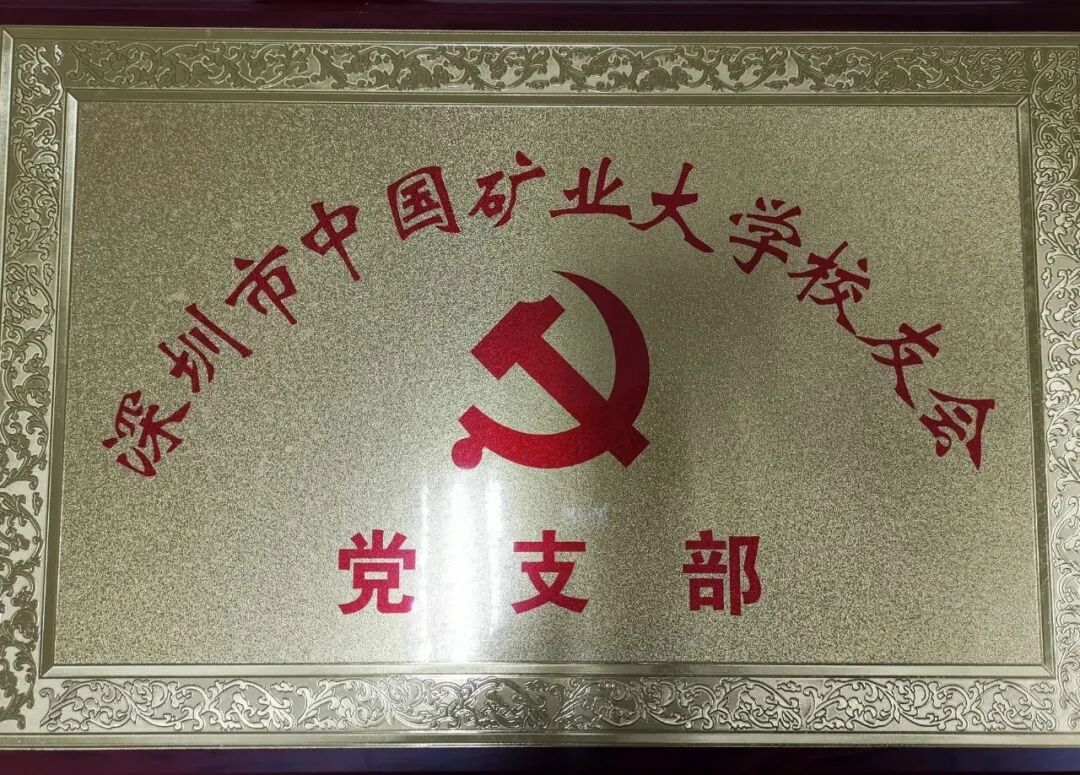 深圳市中国矿业大学校友会
党支部